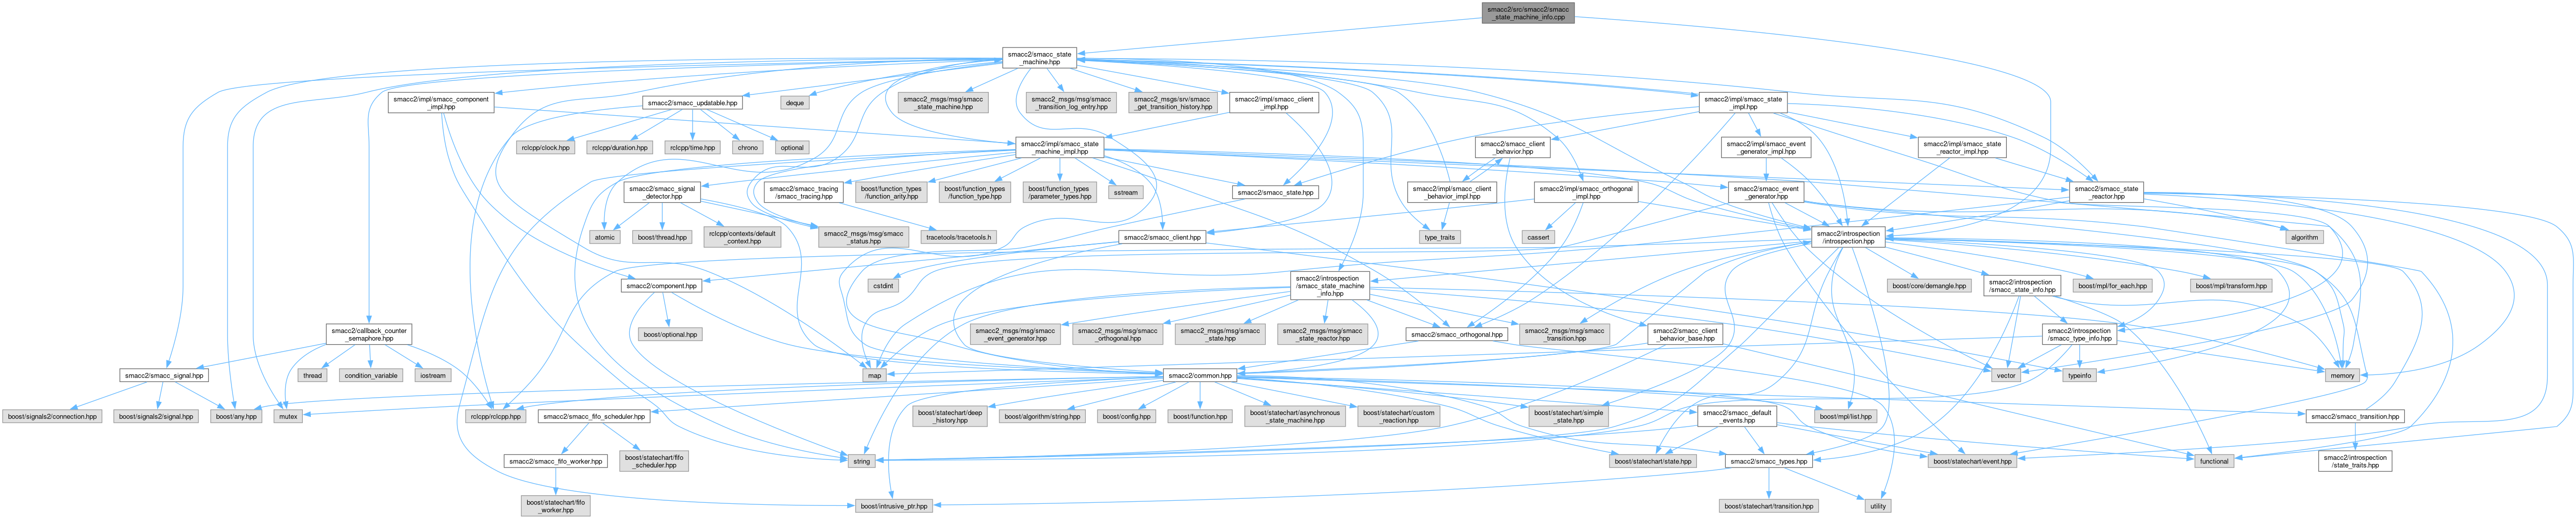 smacc2/src/smacc2/smacc
_state_machine_info.cpp
smacc2/smacc_state
_machine.hpp
smacc2/impl/smacc_component
_impl.hpp
smacc2/smacc_updatable.hpp
deque
smacc2_msgs/msg/smacc
_state_machine.hpp
smacc2_msgs/msg/smacc
_transition_log_entry.hpp
smacc2_msgs/srv/smacc
_get_transition_history.hpp
smacc2/impl/smacc_client
_impl.hpp
smacc2/impl/smacc_state
_impl.hpp
rclcpp/clock.hpp
rclcpp/duration.hpp
rclcpp/time.hpp
chrono
optional
smacc2/impl/smacc_state
_machine_impl.hpp
smacc2/smacc_client
_behavior.hpp
smacc2/impl/smacc_event
_generator_impl.hpp
smacc2/impl/smacc_state
_reactor_impl.hpp
smacc2/smacc_signal
_detector.hpp
smacc2/smacc_tracing
/smacc_tracing.hpp
boost/function_types
/function_arity.hpp
boost/function_types
/function_type.hpp
boost/function_types
/parameter_types.hpp
sstream
smacc2/smacc_state.hpp
smacc2/impl/smacc_client
_behavior_impl.hpp
smacc2/impl/smacc_orthogonal
_impl.hpp
smacc2/smacc_event
_generator.hpp
smacc2/smacc_state
_reactor.hpp
atomic
boost/thread.hpp
rclcpp/contexts/default
_context.hpp
smacc2_msgs/msg/smacc
_status.hpp
tracetools/tracetools.h
smacc2/smacc_client.hpp
type_traits
cassert
smacc2/introspection
/introspection.hpp
algorithm
smacc2/component.hpp
cstdint
smacc2/introspection
/smacc_state_machine
_info.hpp
boost/core/demangle.hpp
smacc2/introspection
/smacc_state_info.hpp
boost/mpl/for_each.hpp
boost/mpl/transform.hpp
smacc2/callback_counter
_semaphore.hpp
boost/optional.hpp
smacc2_msgs/msg/smacc
_event_generator.hpp
smacc2_msgs/msg/smacc
_orthogonal.hpp
smacc2_msgs/msg/smacc
_state.hpp
smacc2_msgs/msg/smacc
_state_reactor.hpp
smacc2/smacc_orthogonal.hpp
smacc2_msgs/msg/smacc
_transition.hpp
smacc2/smacc_client
_behavior_base.hpp
smacc2/introspection
/smacc_type_info.hpp
smacc2/smacc_signal.hpp
thread
condition_variable
iostream
map
smacc2/common.hpp
vector
typeinfo
memory
boost/signals2/connection.hpp
boost/signals2/signal.hpp
boost/any.hpp
mutex
rclcpp/rclcpp.hpp
smacc2/smacc_fifo_scheduler.hpp
boost/statechart/deep
_history.hpp
boost/algorithm/string.hpp
boost/config.hpp
boost/function.hpp
boost/statechart/asynchronous
_state_machine.hpp
boost/statechart/custom
_reaction.hpp
boost/statechart/simple
_state.hpp
smacc2/smacc_default
_events.hpp
boost/mpl/list.hpp
smacc2/smacc_transition.hpp
smacc2/smacc_fifo_worker.hpp
boost/statechart/fifo
_scheduler.hpp
string
boost/statechart/state.hpp
smacc2/smacc_types.hpp
boost/statechart/event.hpp
functional
smacc2/introspection
/state_traits.hpp
boost/statechart/fifo
_worker.hpp
boost/intrusive_ptr.hpp
boost/statechart/transition.hpp
utility